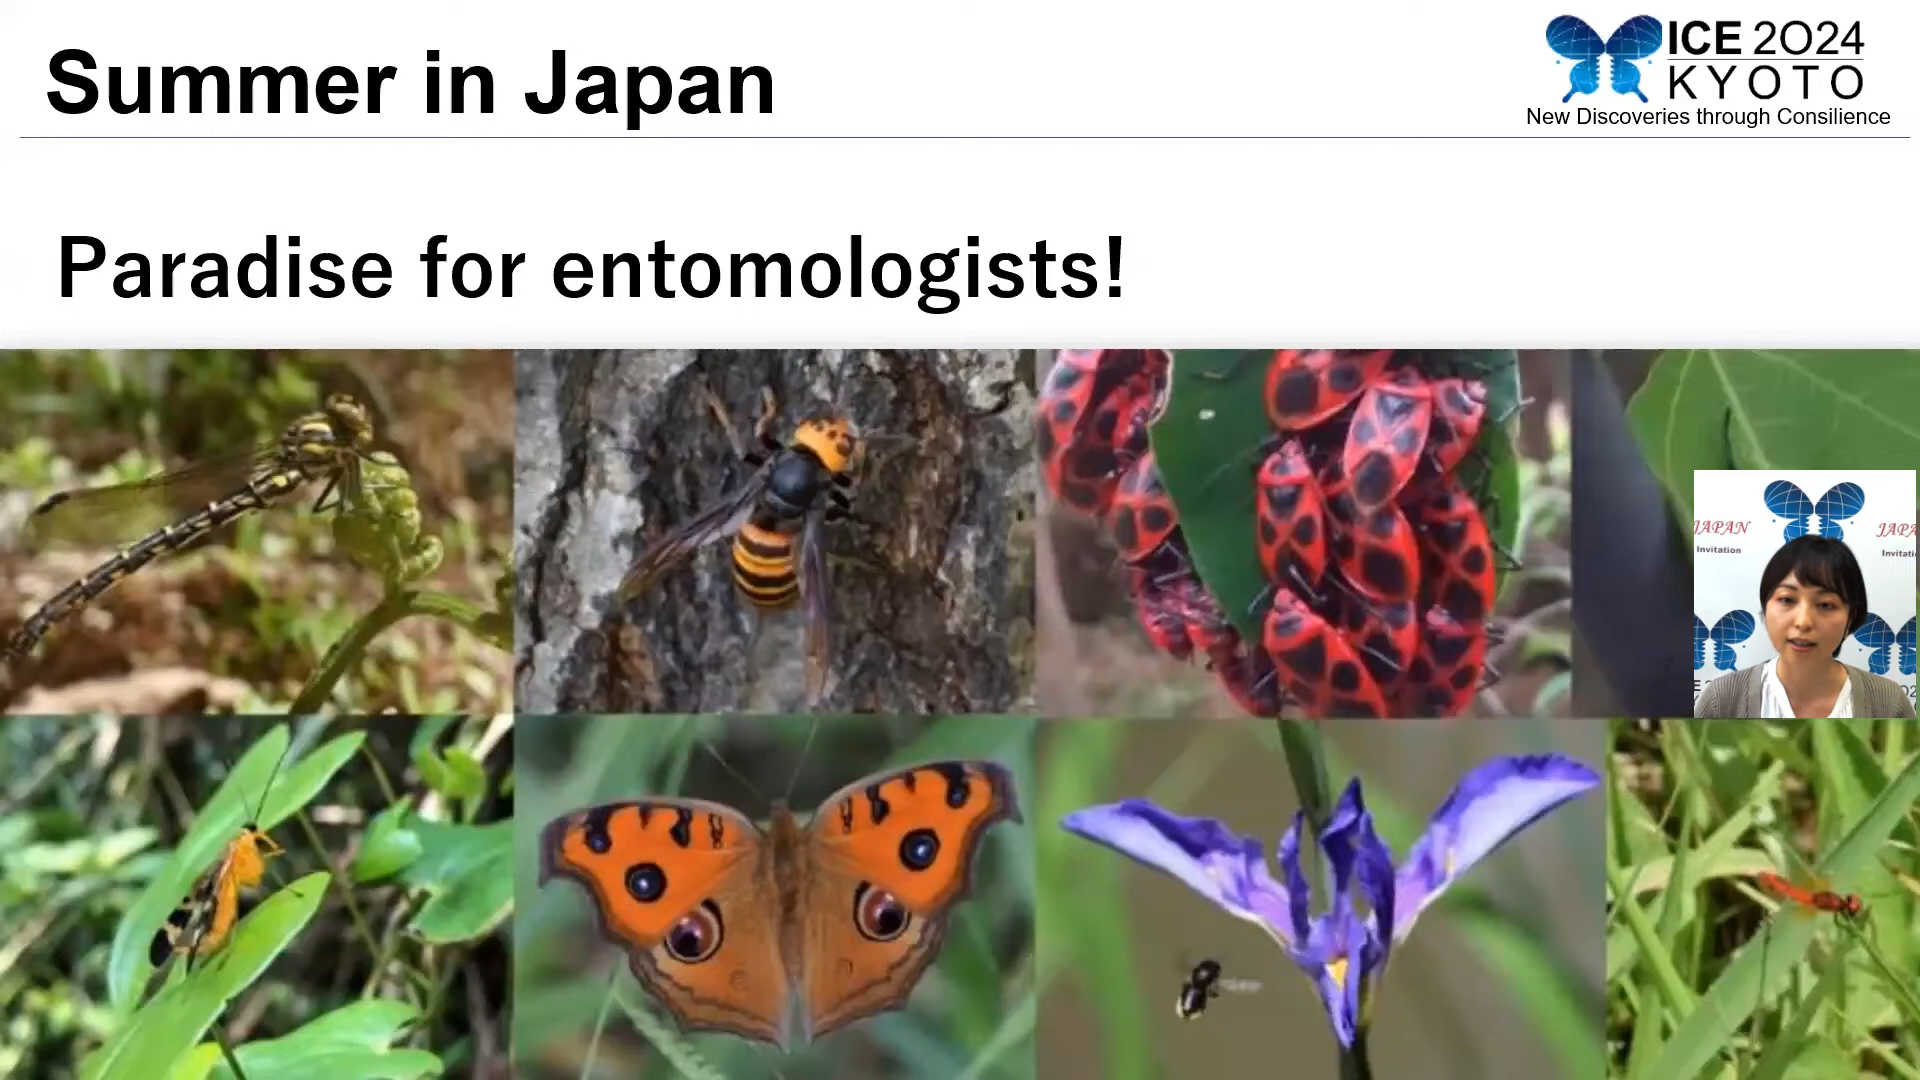 Summer in Japan
ICE 2024
KYOTO
New Discoveries through Consilience
Paradise for entomologists!
JAPAN
Invitation